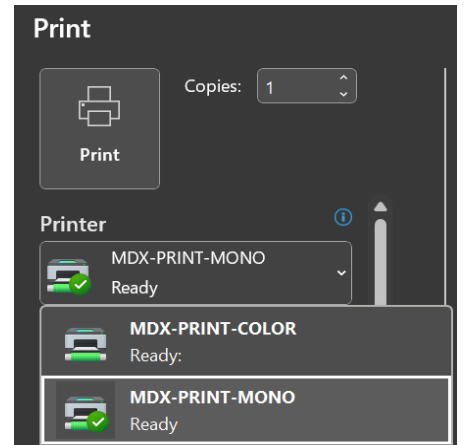 Print
Copies: 1
Print
Printer
MDX-PRINT-MONO
Ready
MDX-PRINT-COLOR
Ready:
MDX-PRINT-MONO
Ready